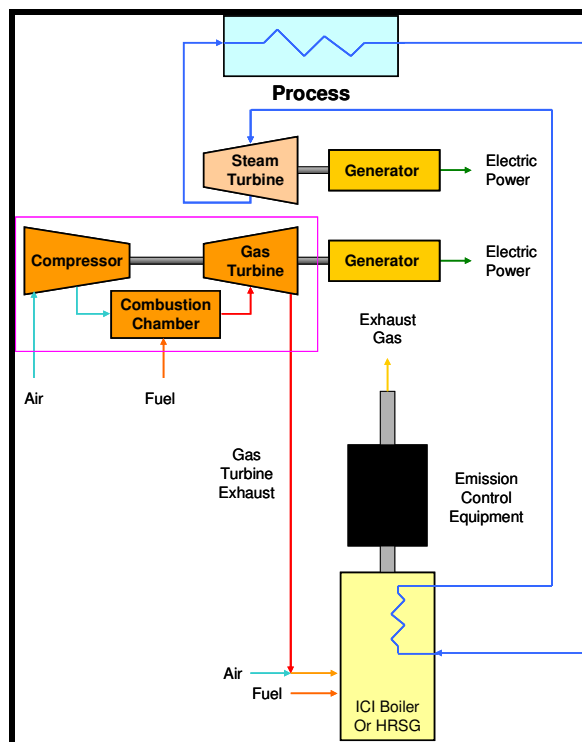 Process
Steam
Turbine
Generator
Electric
Power
Compressor
Gas
Turbine
Generator
Electric
Power
Combustion
Chamber
Air
Fuel
Exhaust
Gas
Gas
Turbine
Exhaust
Emission
Control
Equipment
Air
Fuel
ICI Boiler
Or HRSG